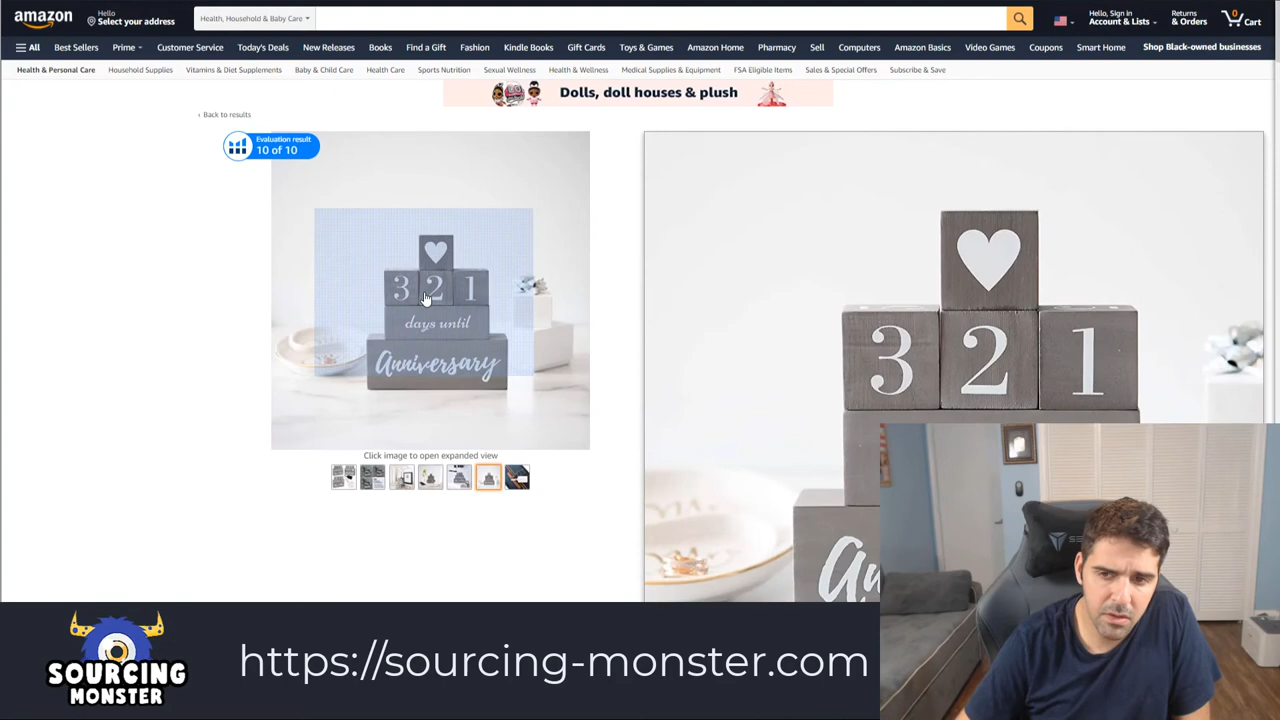 amazon
Hello
Select your address
Health, Household & Baby Care
Hello, Sign In
Account & Lists
Returns
& Orders
0
Cart
All
Best Sellers
Prime
Customer Service
Today's Deals
New Releases
Books
Find a Gift
Fashion
Kindle Books
Gift Cards
Toys & Games
Amazon Home
Pharmacy
Sell
Computers
Amazon Basics
Video Games
Coupons
Smart Home
Shop Black-owned businesses
Health & Personal Care
Household Supplies
Vitamins & Diet Supplements
Baby & Child Care
Health Care
Sports Nutrition
Sexual Wellness
Health & Wellness
Medical Supplies & Equipment
FSA Eligible Items
Sales & Special Offers
Subscribe & Save
Dolls, doll houses & plush
‹ Back to results
Evaluation result
10 of 10
3 2 1
days until
Anniversary
Click image to open expanded view
3 2 1
An
SOURCING
MONSTER
https://sourcing-monster.com